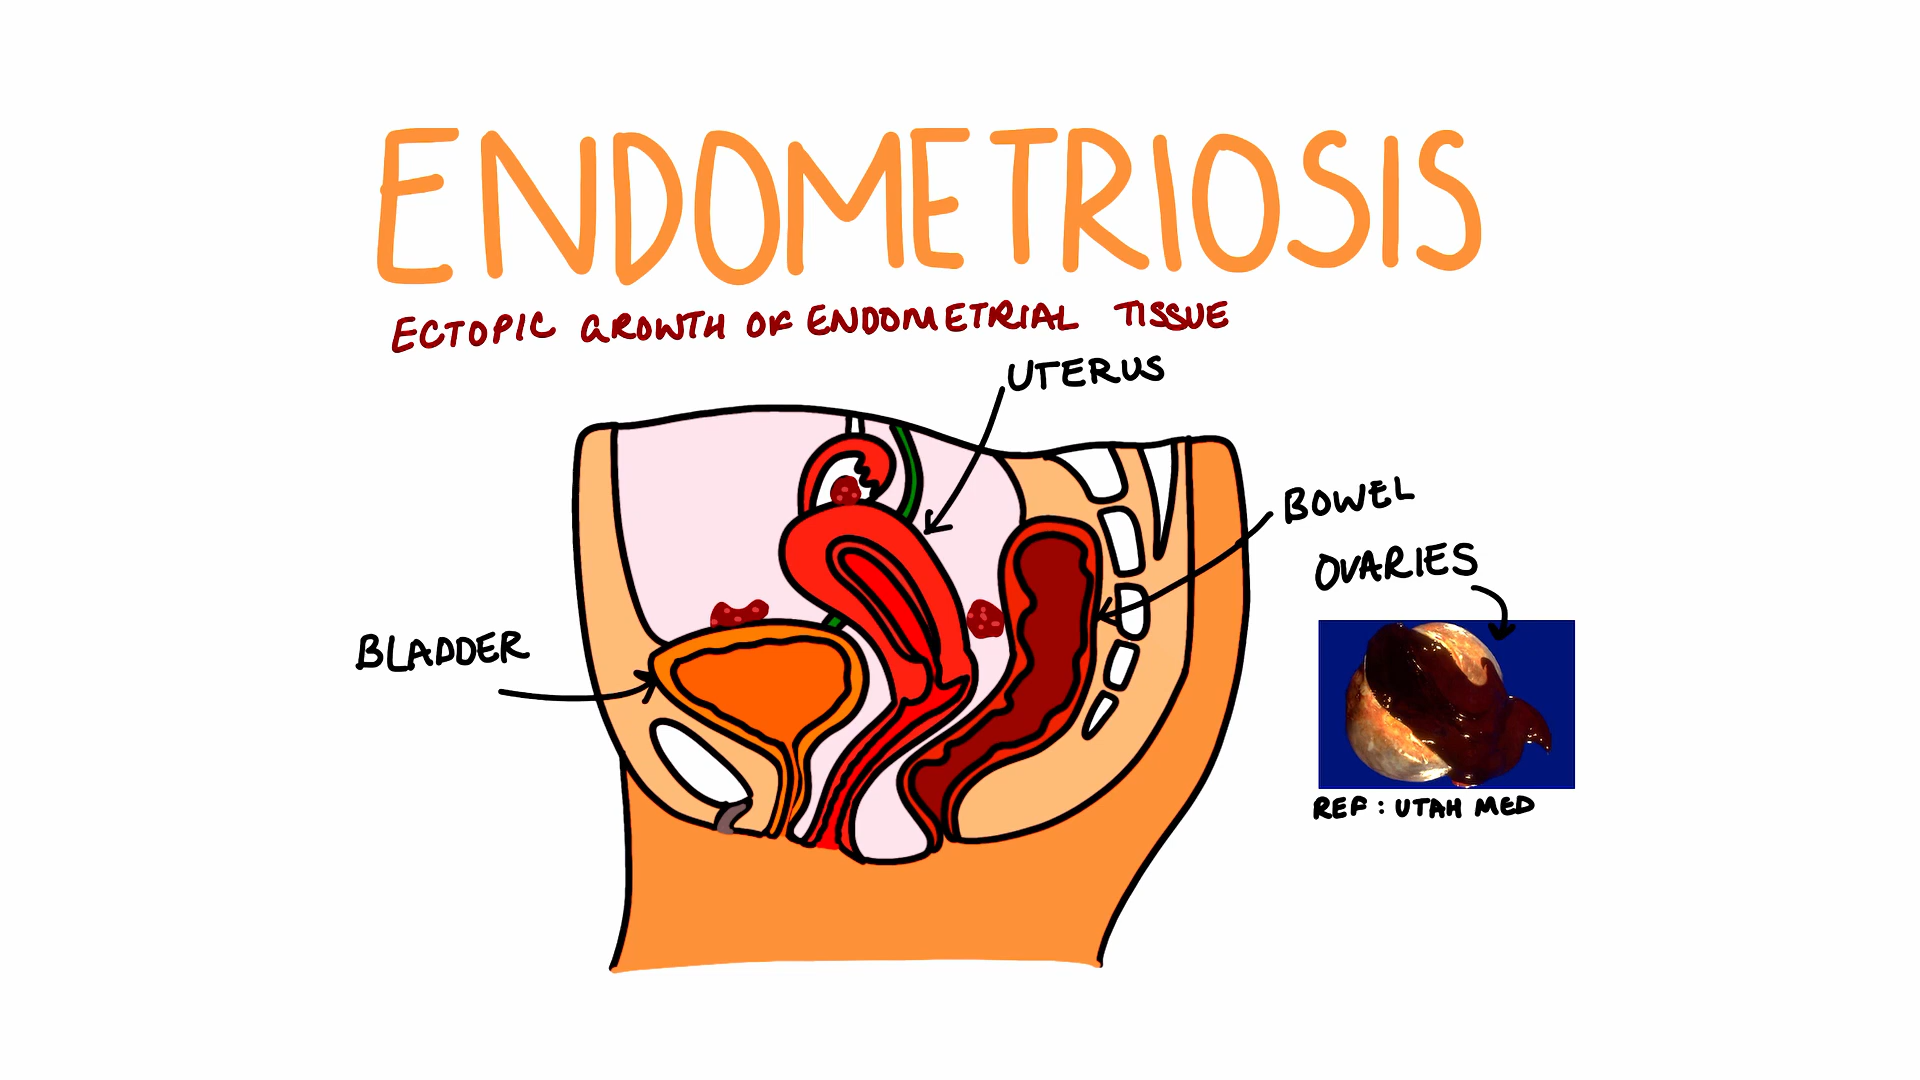 ENDOMETRIOSIS
ECTOPIC GROWTH OF ENDOMETRIAL TISSUE
UTERUS
BOWEL
OVARIES
BLADDER
REF: UTAH MED